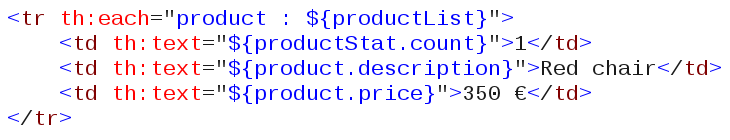 <tr th:each="product : ${productList}">
    <td th:text="${productStat.count}">1</td>
    <td th:text="${product.description}">Red chair</td>
    <td th:text="${product.price}">350 €</td>
</tr>